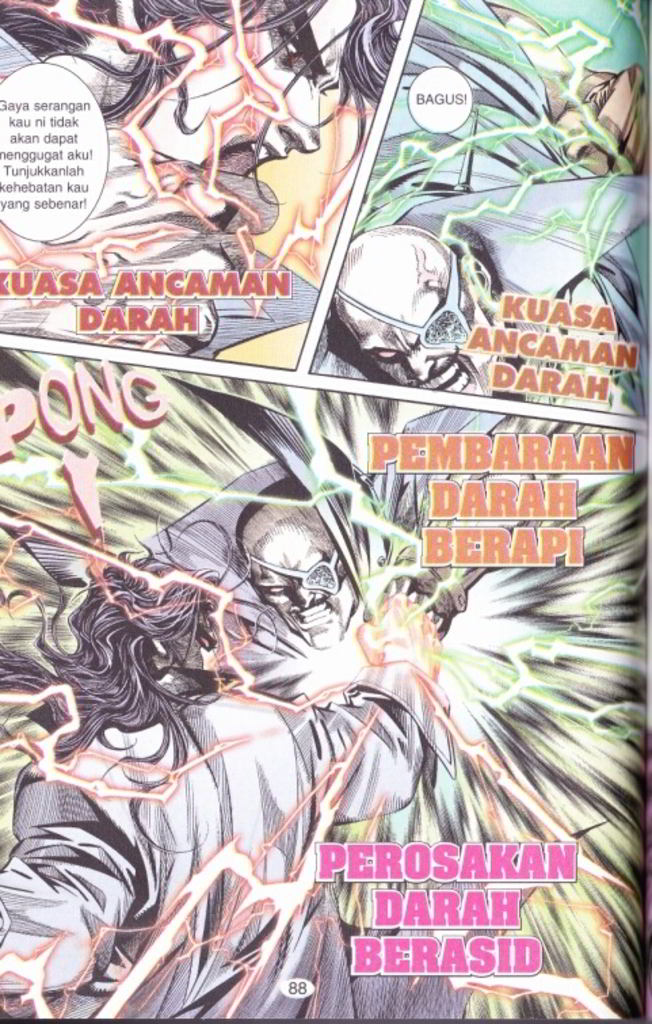 Gaya serangan
kau ni tidak
akan dapat
menggugat aku!
Tunjukkanlah
kehebatan kau
yang sebenar!
BAGUS!
KUASA ANCAMAN
DARAH
KUASA
ANCAMAN
DARAH
PONG
!
PEMBARAAN
DARAH
BERAPI
PEROSAKAN
DARAH
BERASID
88